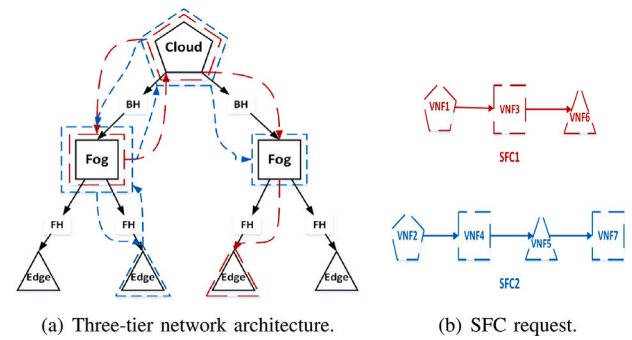 Cloud
BH
BH
Fog
Fog
FH
FH
FH
FH
Edge
Edge
Edge
Edge
(a) Three-tier network architecture.
VNF1
VNF3
VNF6
SFC1
VNF2
VNF4
VNF5
VNF7
SFC2
(b) SFC request.